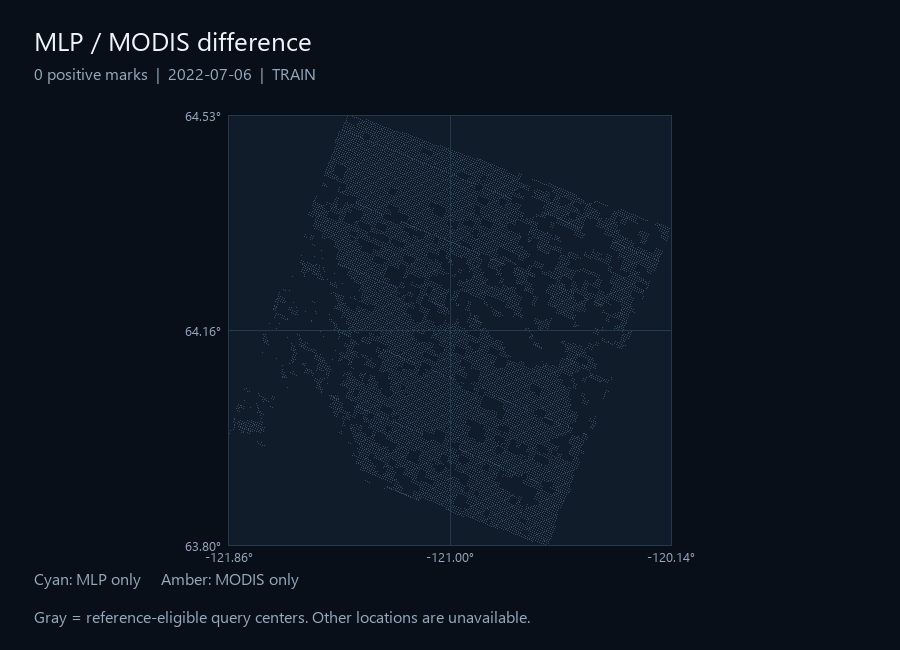 MLP / MODIS difference
0 positive marks | 2022-07-06 | TRAIN
64.53°
64.16°
63.80°
-121.86° -121.00° -120.14°
Cyan: MLP only Amber: MODIS only
Gray = reference-eligible query centers. Other locations are unavailable.